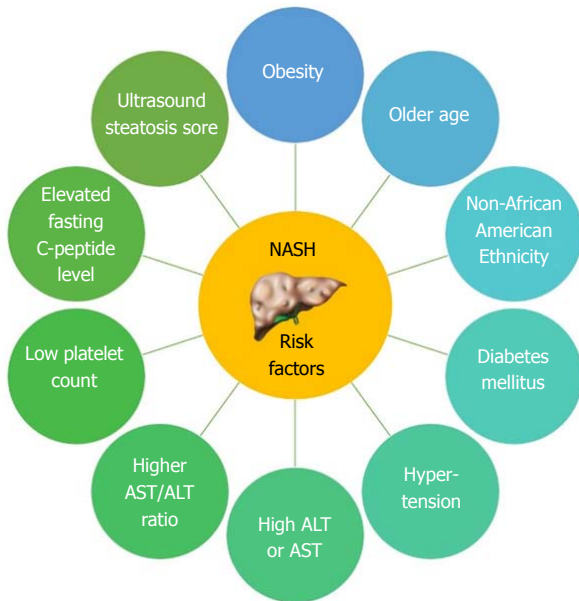 Obesity
Older age
Non-African
American
Ethnicity
Diabetes
mellitus
Hyper-
tension
High ALT
or AST
Higher
AST/ALT
ratio
Low platelet
count
Elevated
fasting
C-peptide
level
Ultrasound
steatosis sore
NASH
Risk
factors